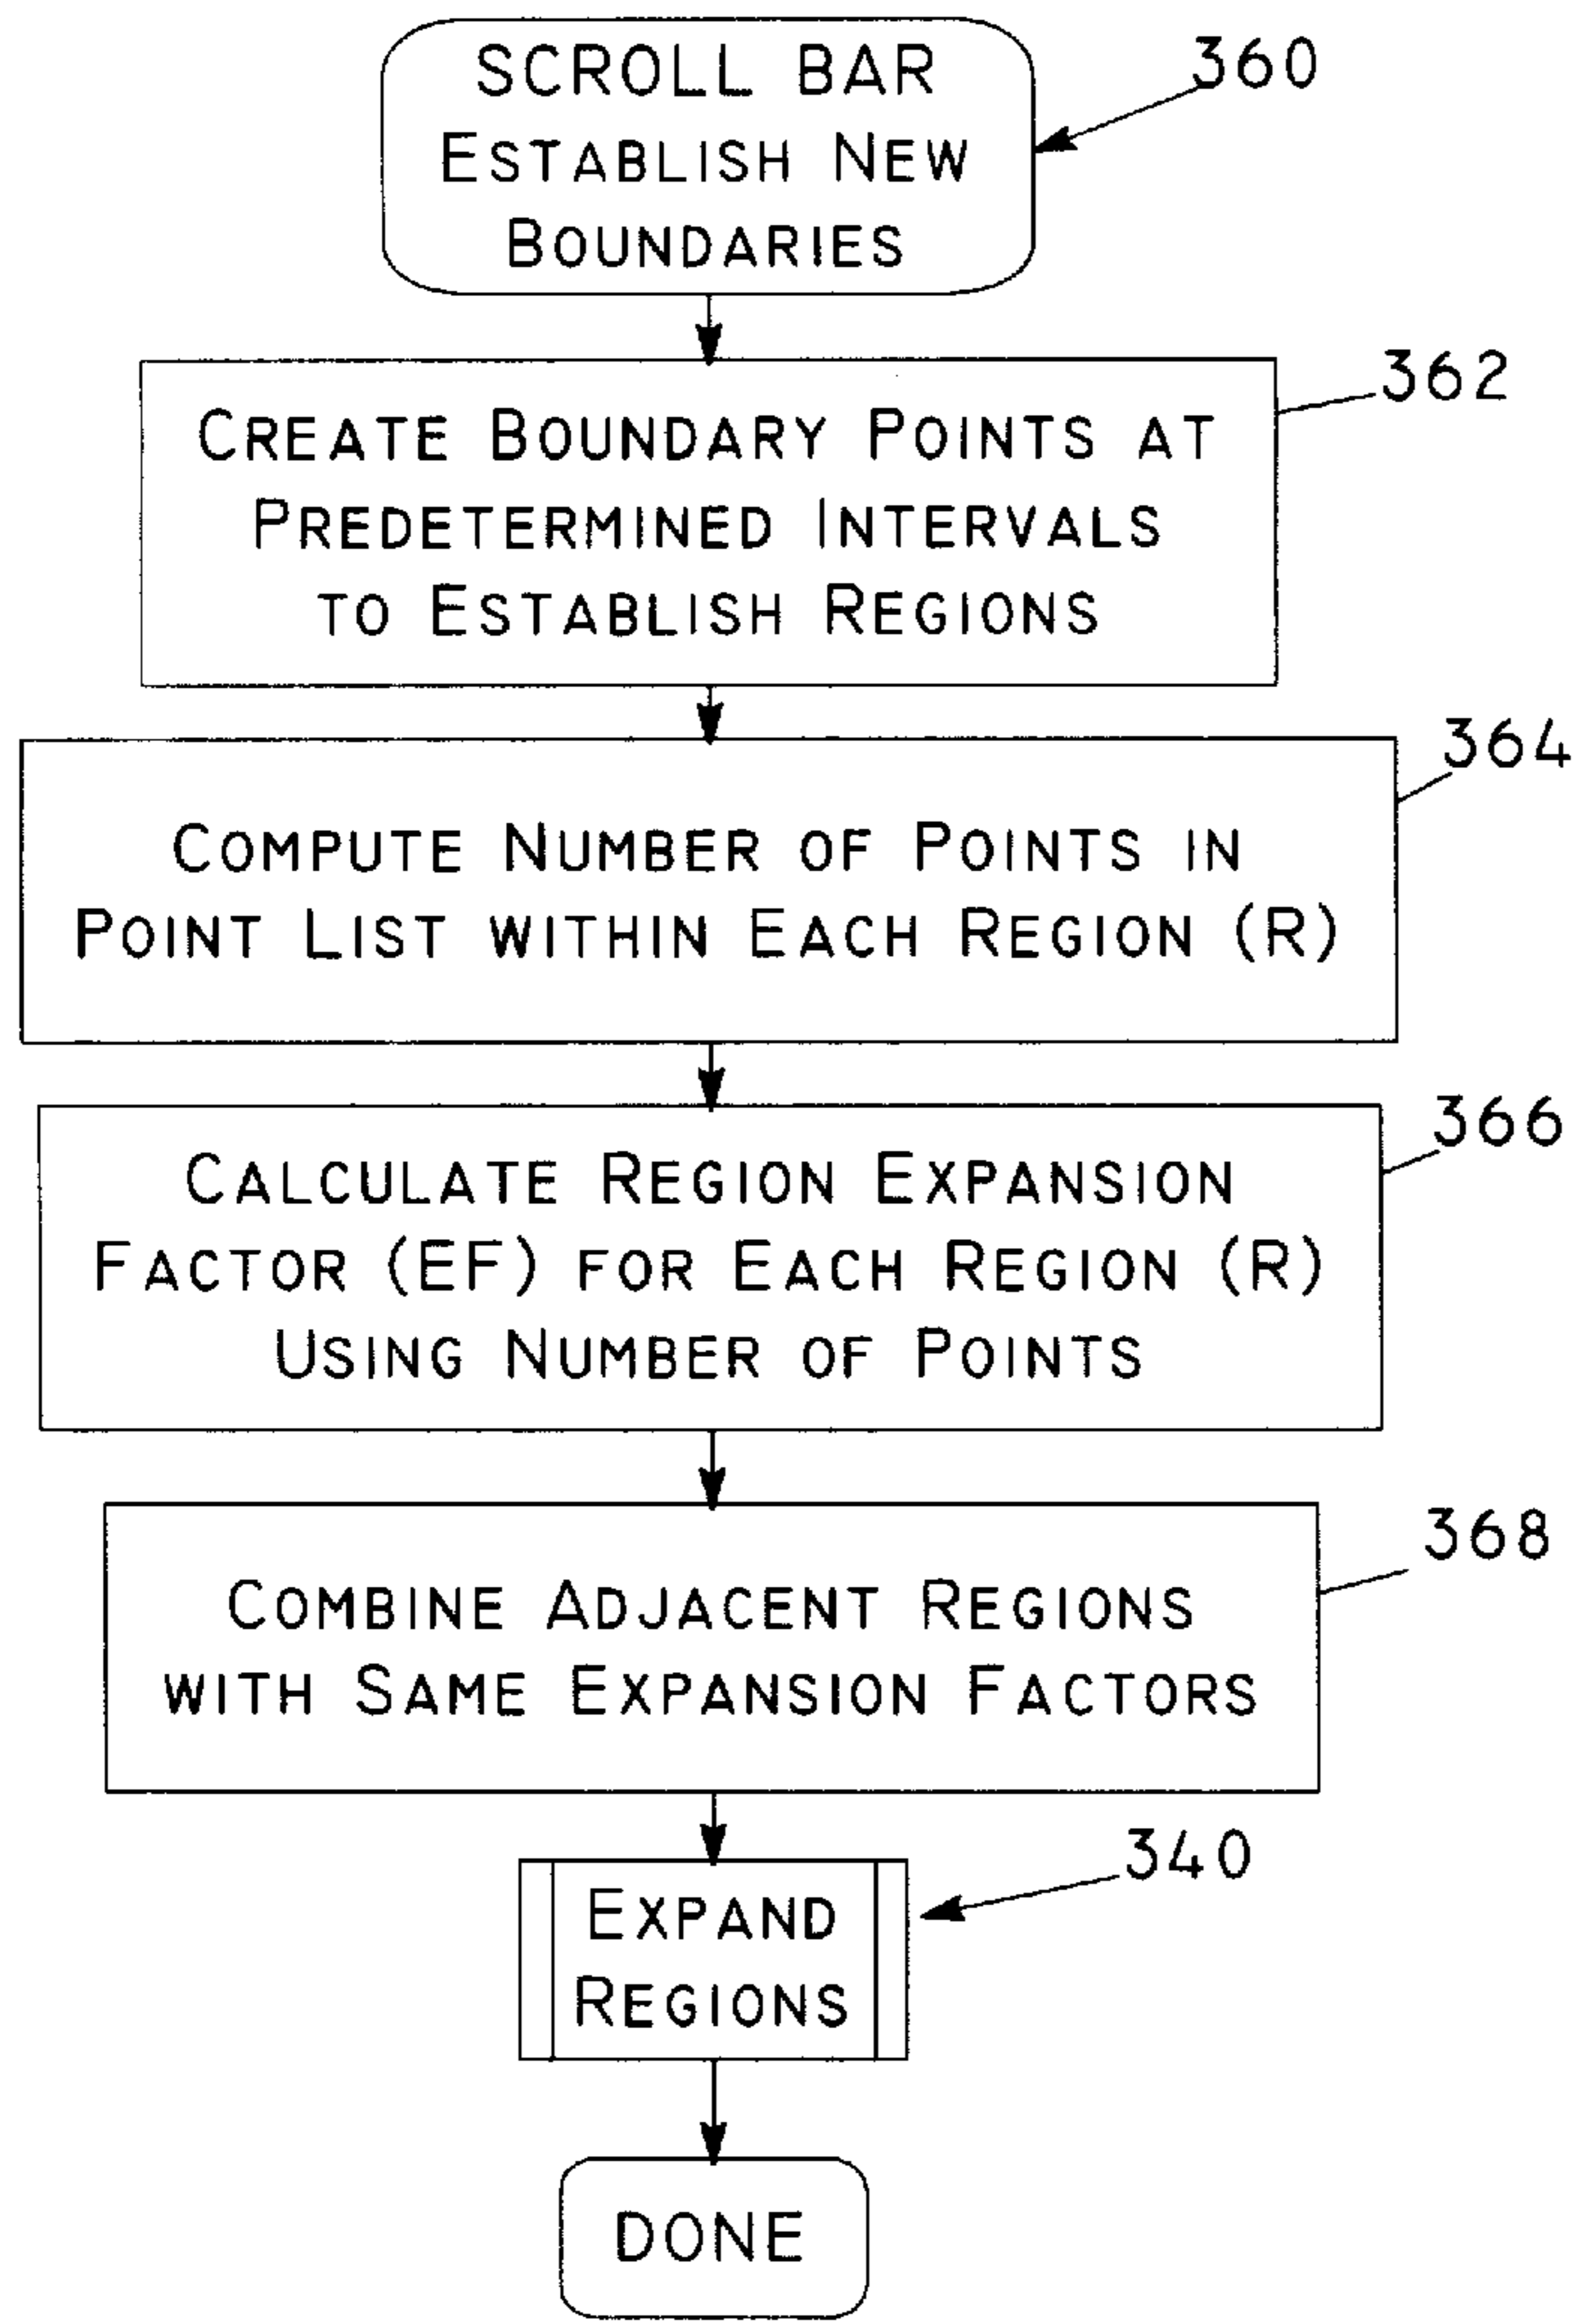 SCROLL BAR
ESTABLISH NEW
BOUNDARIES
360
CREATE BOUNDARY POINTS AT
PREDETERMINED INTERVALS
TO ESTABLISH REGIONS
362
COMPUTE NUMBER OF POINTS IN
POINT LIST WITHIN EACH REGION (R)
364
CALCULATE REGION EXPANSION
FACTOR (EF) FOR EACH REGION (R)
USING NUMBER OF POINTS
366
COMBINE ADJACENT REGIONS
WITH SAME EXPANSION FACTORS
368
EXPAND
REGIONS
340
DONE